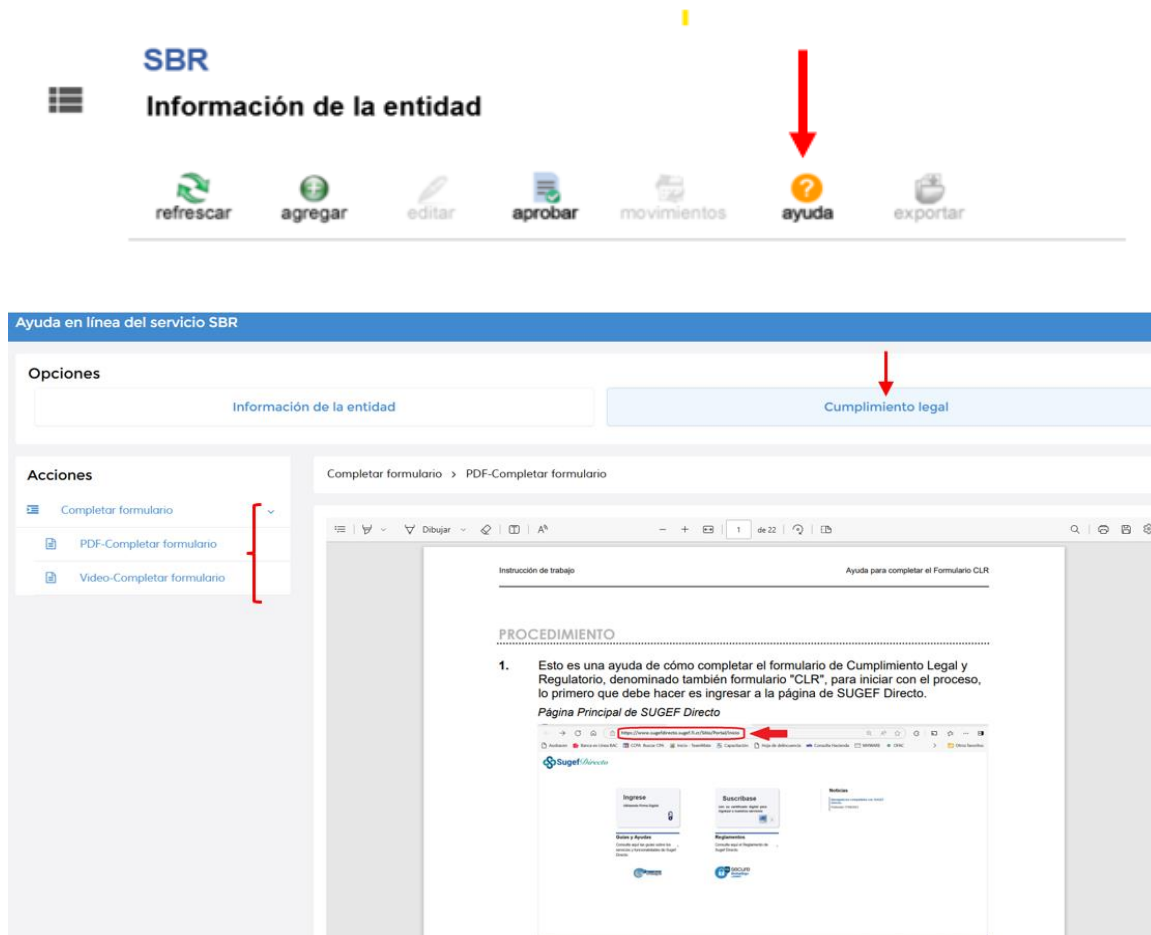 SBR
Información de la entidad
refrescar agregar editar aprobar movimientos ayuda exportar
Ayuda en línea del servicio SBR
Opciones
Información de la entidad Cumplimiento legal
Acciones
Completar formulario
PDF-Completar formulario
Video-Completar formulario
Completar formulario > PDF-Completar formulario
Dibujar 1 de 22
Instrucción de trabajo Ayuda para completar el Formulario CLR
PROCEDIMIENTO
1. Esto es una ayuda de cómo completar el formulario de Cumplimiento Legal y
Regulatorio, denominado también formulario "CLR", para iniciar con el proceso,
lo primero que debe hacer es ingresar a la página de SUGEF Directo.
Página Principal de SUGEF Directo
Sugef Directo
Ingrese
Suscríbase
Noticias
Guías y Ayudas
Reglamentos